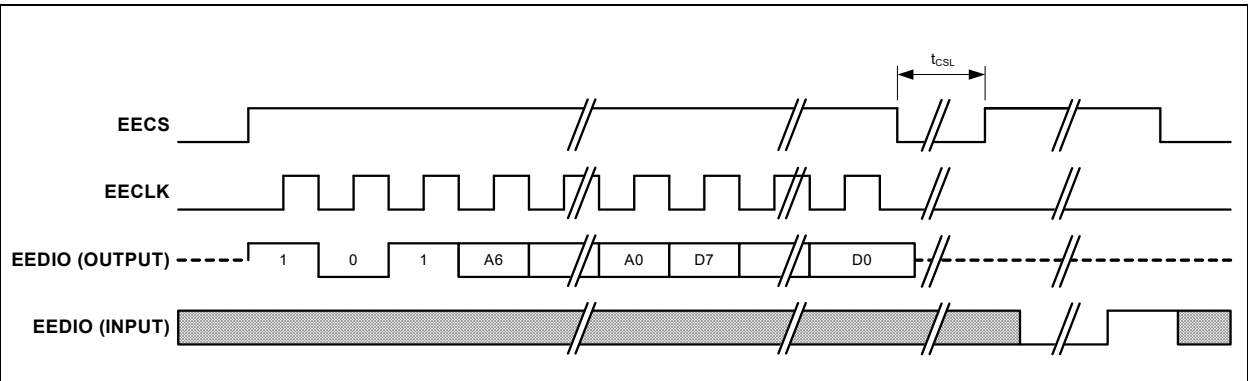 tCSL
EECS
EECLK
EEDIO (OUTPUT) 1 0 1 A6 A0 D7 D0
EEDIO (INPUT)